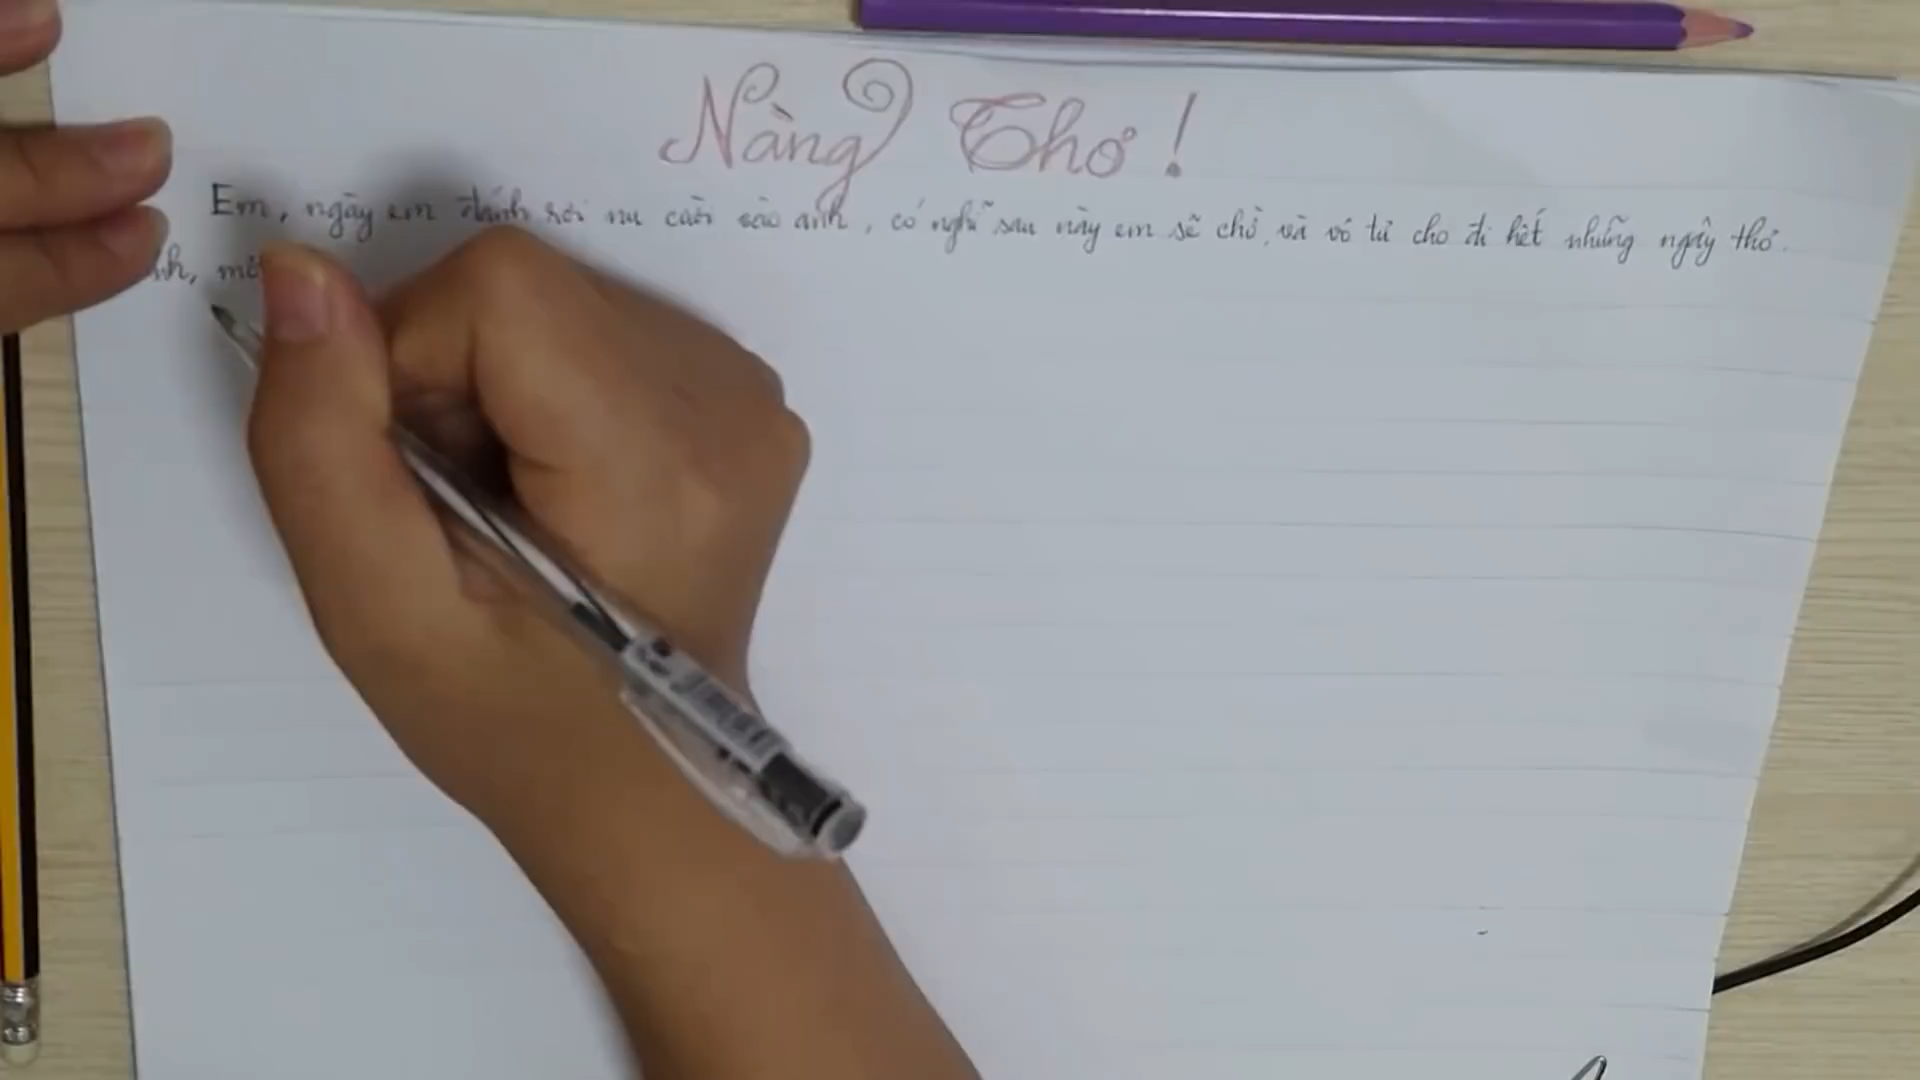 Nàng Thơ!
Em, ngày em đánh rơi nụ cười vào anh, có nghĩ sau này em sẽ chờ, và vô tư cho đi hết những ngây thơ.